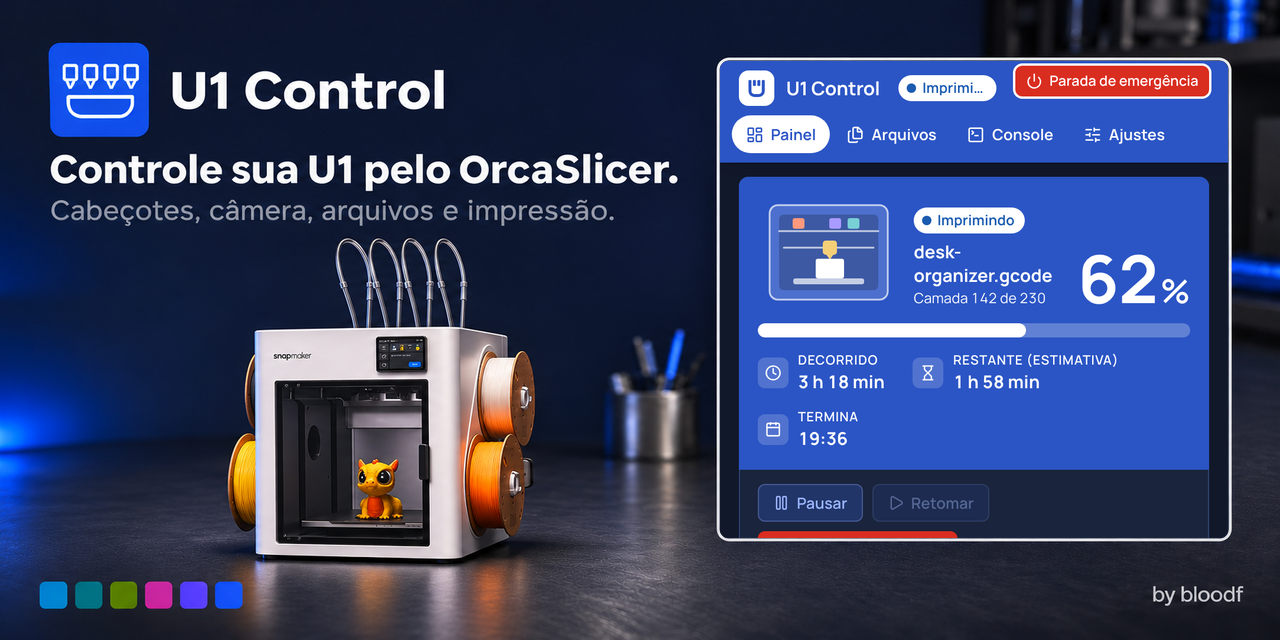 U1 Control
Controle sua U1 pelo OrcaSlicer.
Cabeçotes, câmera, arquivos e impressão.
snapmaker
U1 Control
Imprimi...
Parada de emergência
Painel
Arquivos
Console
Ajustes
Imprimindo
desk-
organizer.gcode
Camada 142 de 230
62%
DECORRIDO
3 h 18 min
RESTANTE (ESTIMATIVA)
1 h 58 min
TERMINA
19:36
Pausar
Retomar
by bloodf